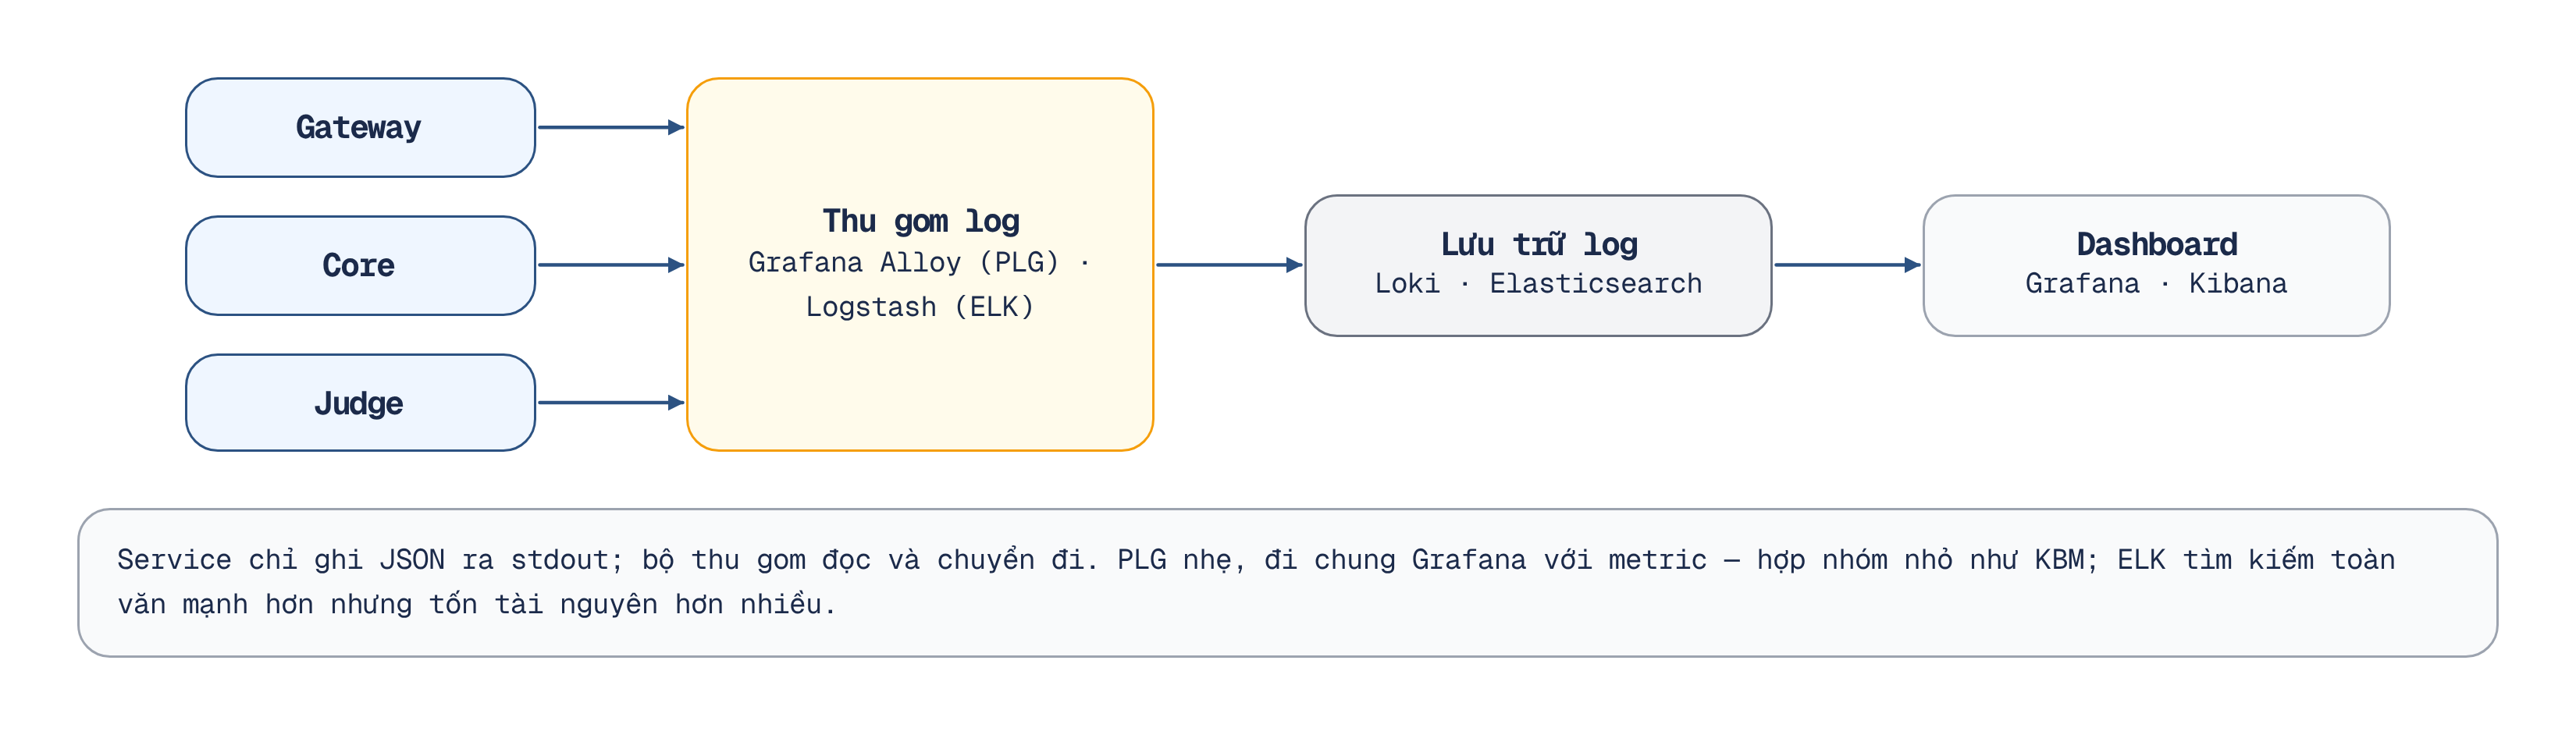 Gateway
Core
Judge
Thu gom log
Grafana Alloy (PLG) ·
Logstash (ELK)
Lưu trữ log
Loki · Elasticsearch
Dashboard
Grafana · Kibana
Service chỉ ghi JSON ra stdout; bộ thu gom đọc và chuyển đi. PLG nhẹ, đi chung Grafana với metric — hợp nhóm nhỏ như KBM; ELK tìm kiếm toàn
văn mạnh hơn nhưng tốn tài nguyên hơn nhiều.